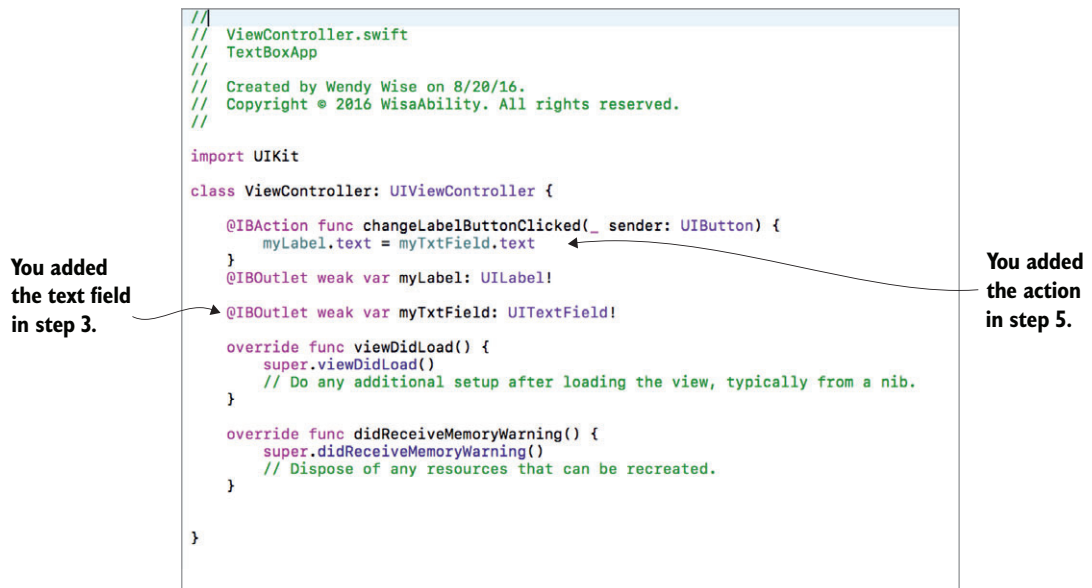 //
//  ViewController.swift
//  TextBoxApp
//
//  Created by Wendy Wise on 8/20/16.
//  Copyright © 2016 WisaAbility. All rights reserved.
//

import UIKit

class ViewController: UIViewController {

    @IBAction func changeLabelButtonClicked(_ sender: UIButton) {
        myLabel.text = myTxtField.text
    }
    @IBOutlet weak var myLabel: UILabel!

    @IBOutlet weak var myTxtField: UITextField!

    override func viewDidLoad() {
        super.viewDidLoad()
        // Do any additional setup after loading the view, typically from a nib.
    }

    override func didReceiveMemoryWarning() {
        super.didReceiveMemoryWarning()
        // Dispose of any resources that can be recreated.
    }


}
You added
the text field
in step 3.
You added
the action
in step 5.